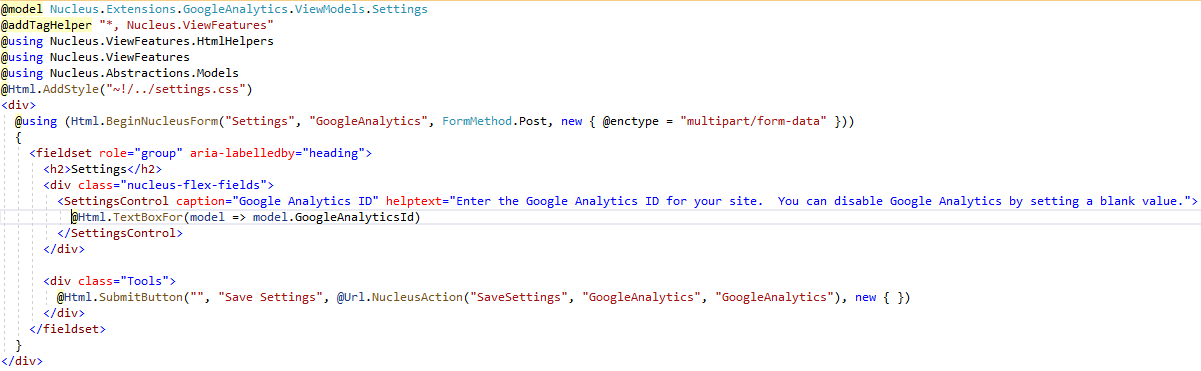 @model Nucleus.Extensions.GoogleAnalytics.ViewModels.Settings
@addTagHelper "*, Nucleus.ViewFeatures"
@using Nucleus.ViewFeatures.HtmlHelpers
@using Nucleus.ViewFeatures
@using Nucleus.Abstractions.Models
@Html.AddStyle("~!/../settings.css")
<div>
  @using (Html.BeginNucleusForm("Settings", "GoogleAnalytics", FormMethod.Post, new { @enctype = "multipart/form-data" }))
  {
    <fieldset role="group" aria-labelledby="heading">
      <h2>Settings</h2>
      <div class="nucleus-flex-fields">
        <SettingsControl caption="Google Analytics ID" helptext="Enter the Google Analytics ID for your site.  You can disable Google Analytics by setting a blank value.">
          @Html.TextBoxFor(model => model.GoogleAnalyticsId)
        </SettingsControl>
      </div>

      <div class="Tools">
        @Html.SubmitButton("", "Save Settings", @Url.NucleusAction("SaveSettings", "GoogleAnalytics", "GoogleAnalytics"), new { })
      </div>
    </fieldset>
  }
</div>